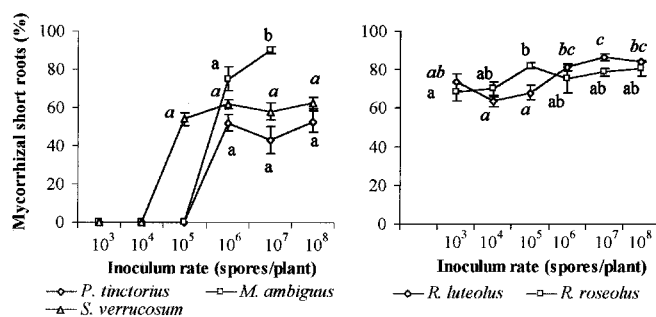 Mycorrhizal short roots (%)
100
80
60
40
20
0
a
b
a
a
a
a
a
a
a
10³ 10⁴ 10⁵ 10⁶ 10⁷ 10⁸
Inoculum rate (spores/plant)
P. tinctorius M. ambiguus
S. verrucosum
100
80
60
40
20
0
ab ab b bc c bc
a a a ab ab ab
10³ 10⁴ 10⁵ 10⁶ 10⁷ 10⁸
Inoculum rate (spores/plant)
R. luteolus R. roseolus